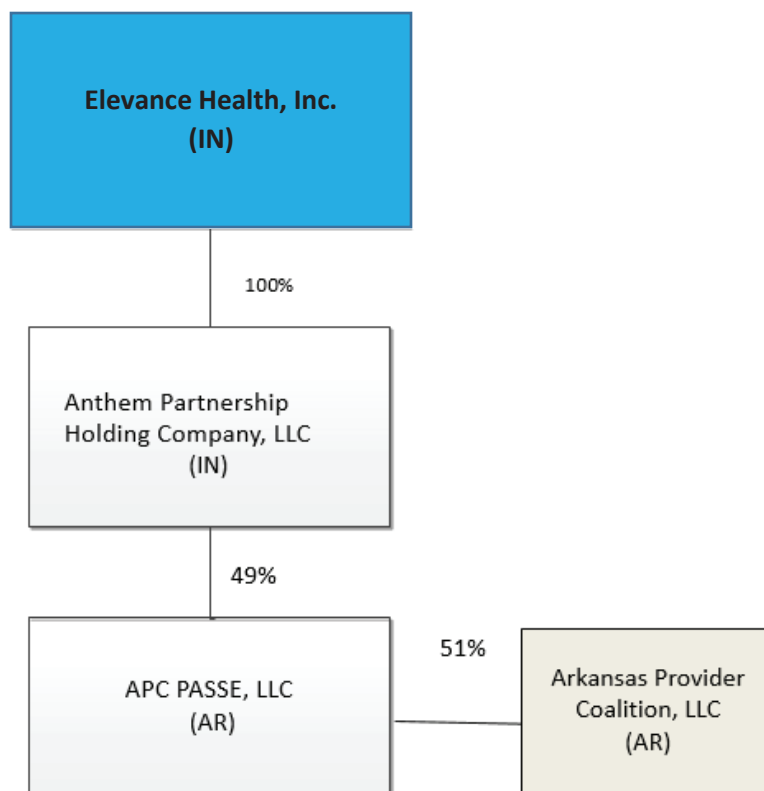 Elevance Health, Inc.
(IN)
100%
Anthem Partnership
Holding Company, LLC
(IN)
49%
APC PASSE, LLC
(AR)
51%
Arkansas Provider
Coalition, LLC
(AR)